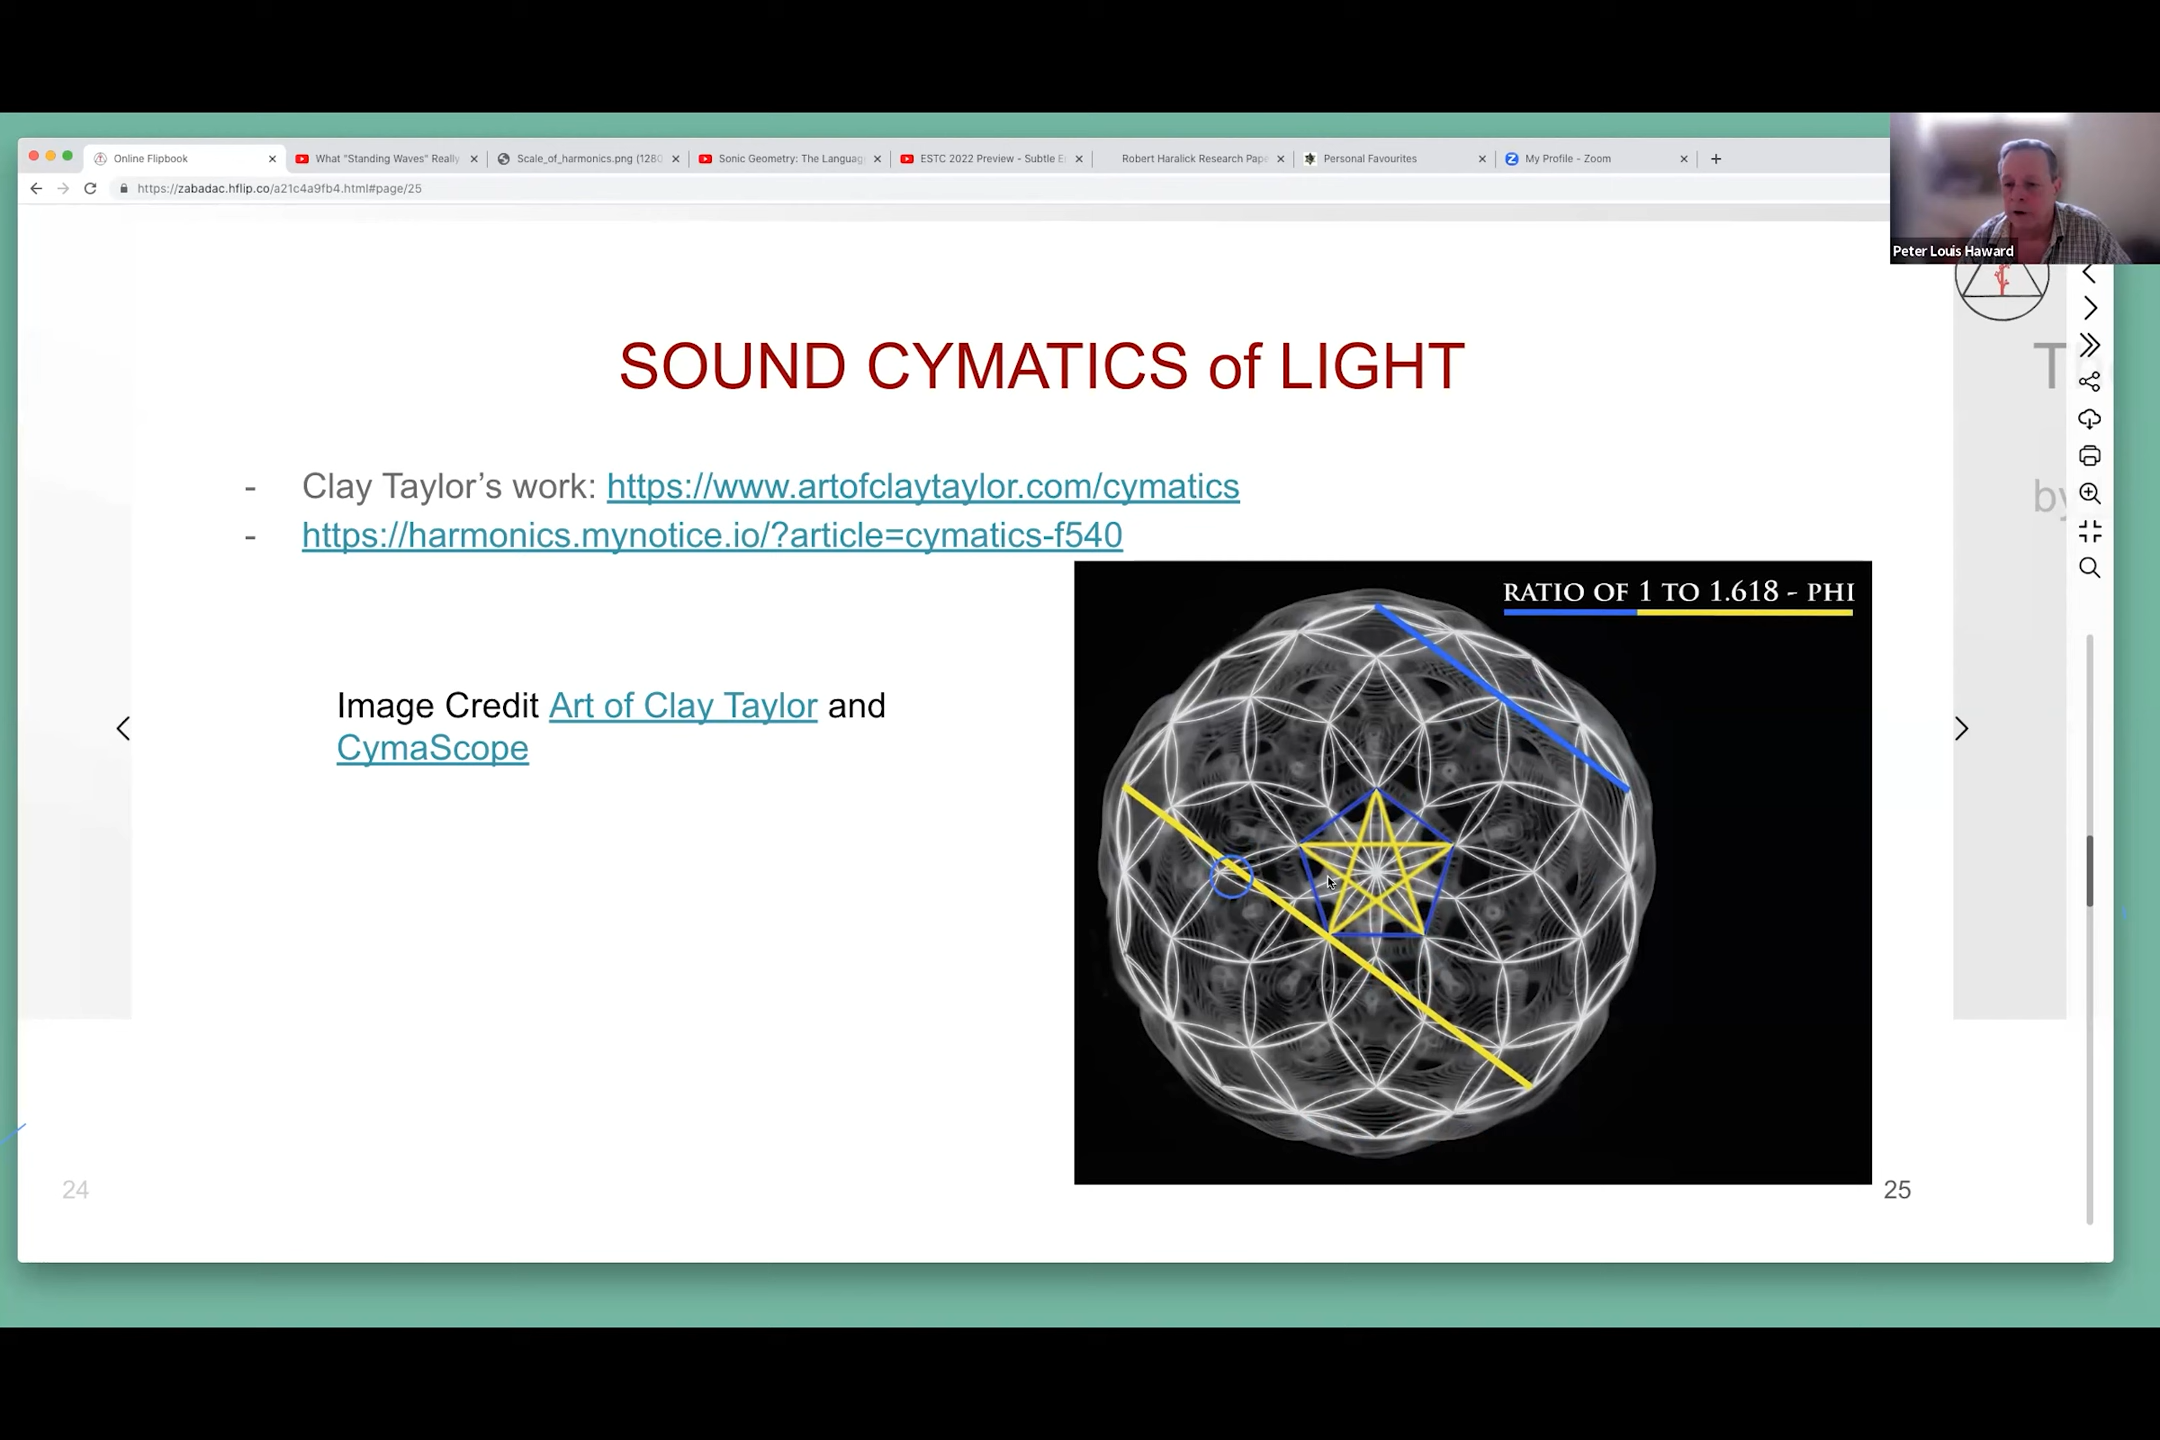 Online Flipbook
What "Standing Waves" Really
Scale_of_harmonics.png (1280
Sonic Geometry: The Languag
ESTC 2022 Preview - Subtle E
Robert Haralick Research Pap
Personal Favourites
My Profile - Zoom
https://zabadac.hflip.co/a21c4a9fb4.html#page/25
Peter Louis Haward
SOUND CYMATICS of LIGHT
- Clay Taylor’s work: https://www.artofclaytaylor.com/cymatics
- https://harmonics.mynotice.io/?article=cymatics-f540
RATIO OF 1 TO 1.618 - PHI
Image Credit Art of Clay Taylor and
CymaScope
24
25